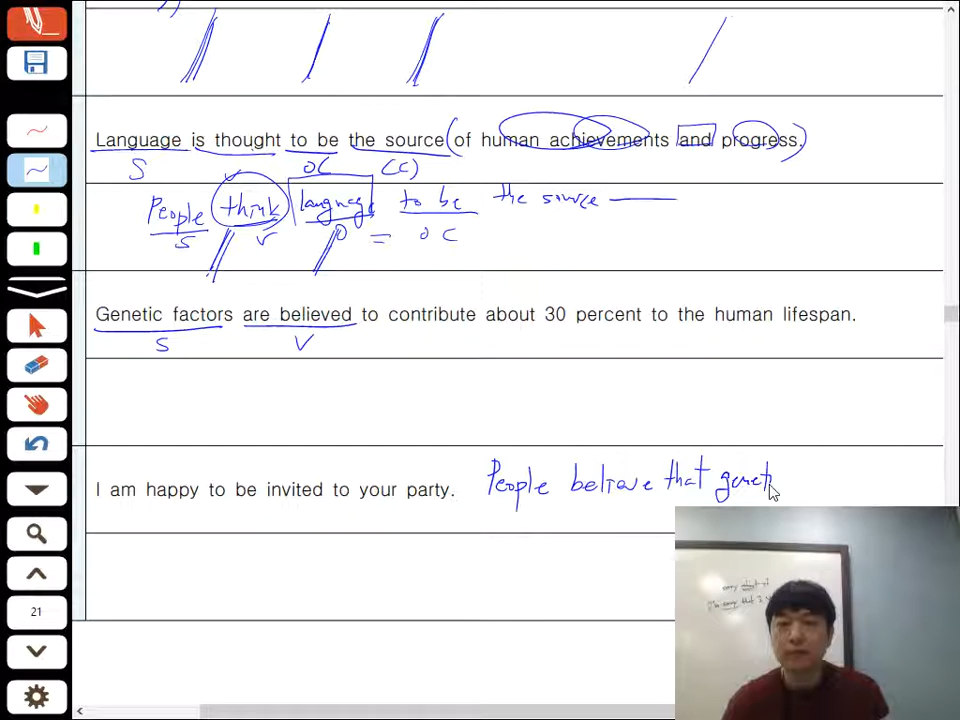 Language is thought to be the source (of human achievements and progress.)
S V OC (C)
People think language to be the source
S V O = OC
Genetic factors are believed to contribute about 30 percent to the human lifespan.
S V
I am happy to be invited to your party. People believe that genet
21